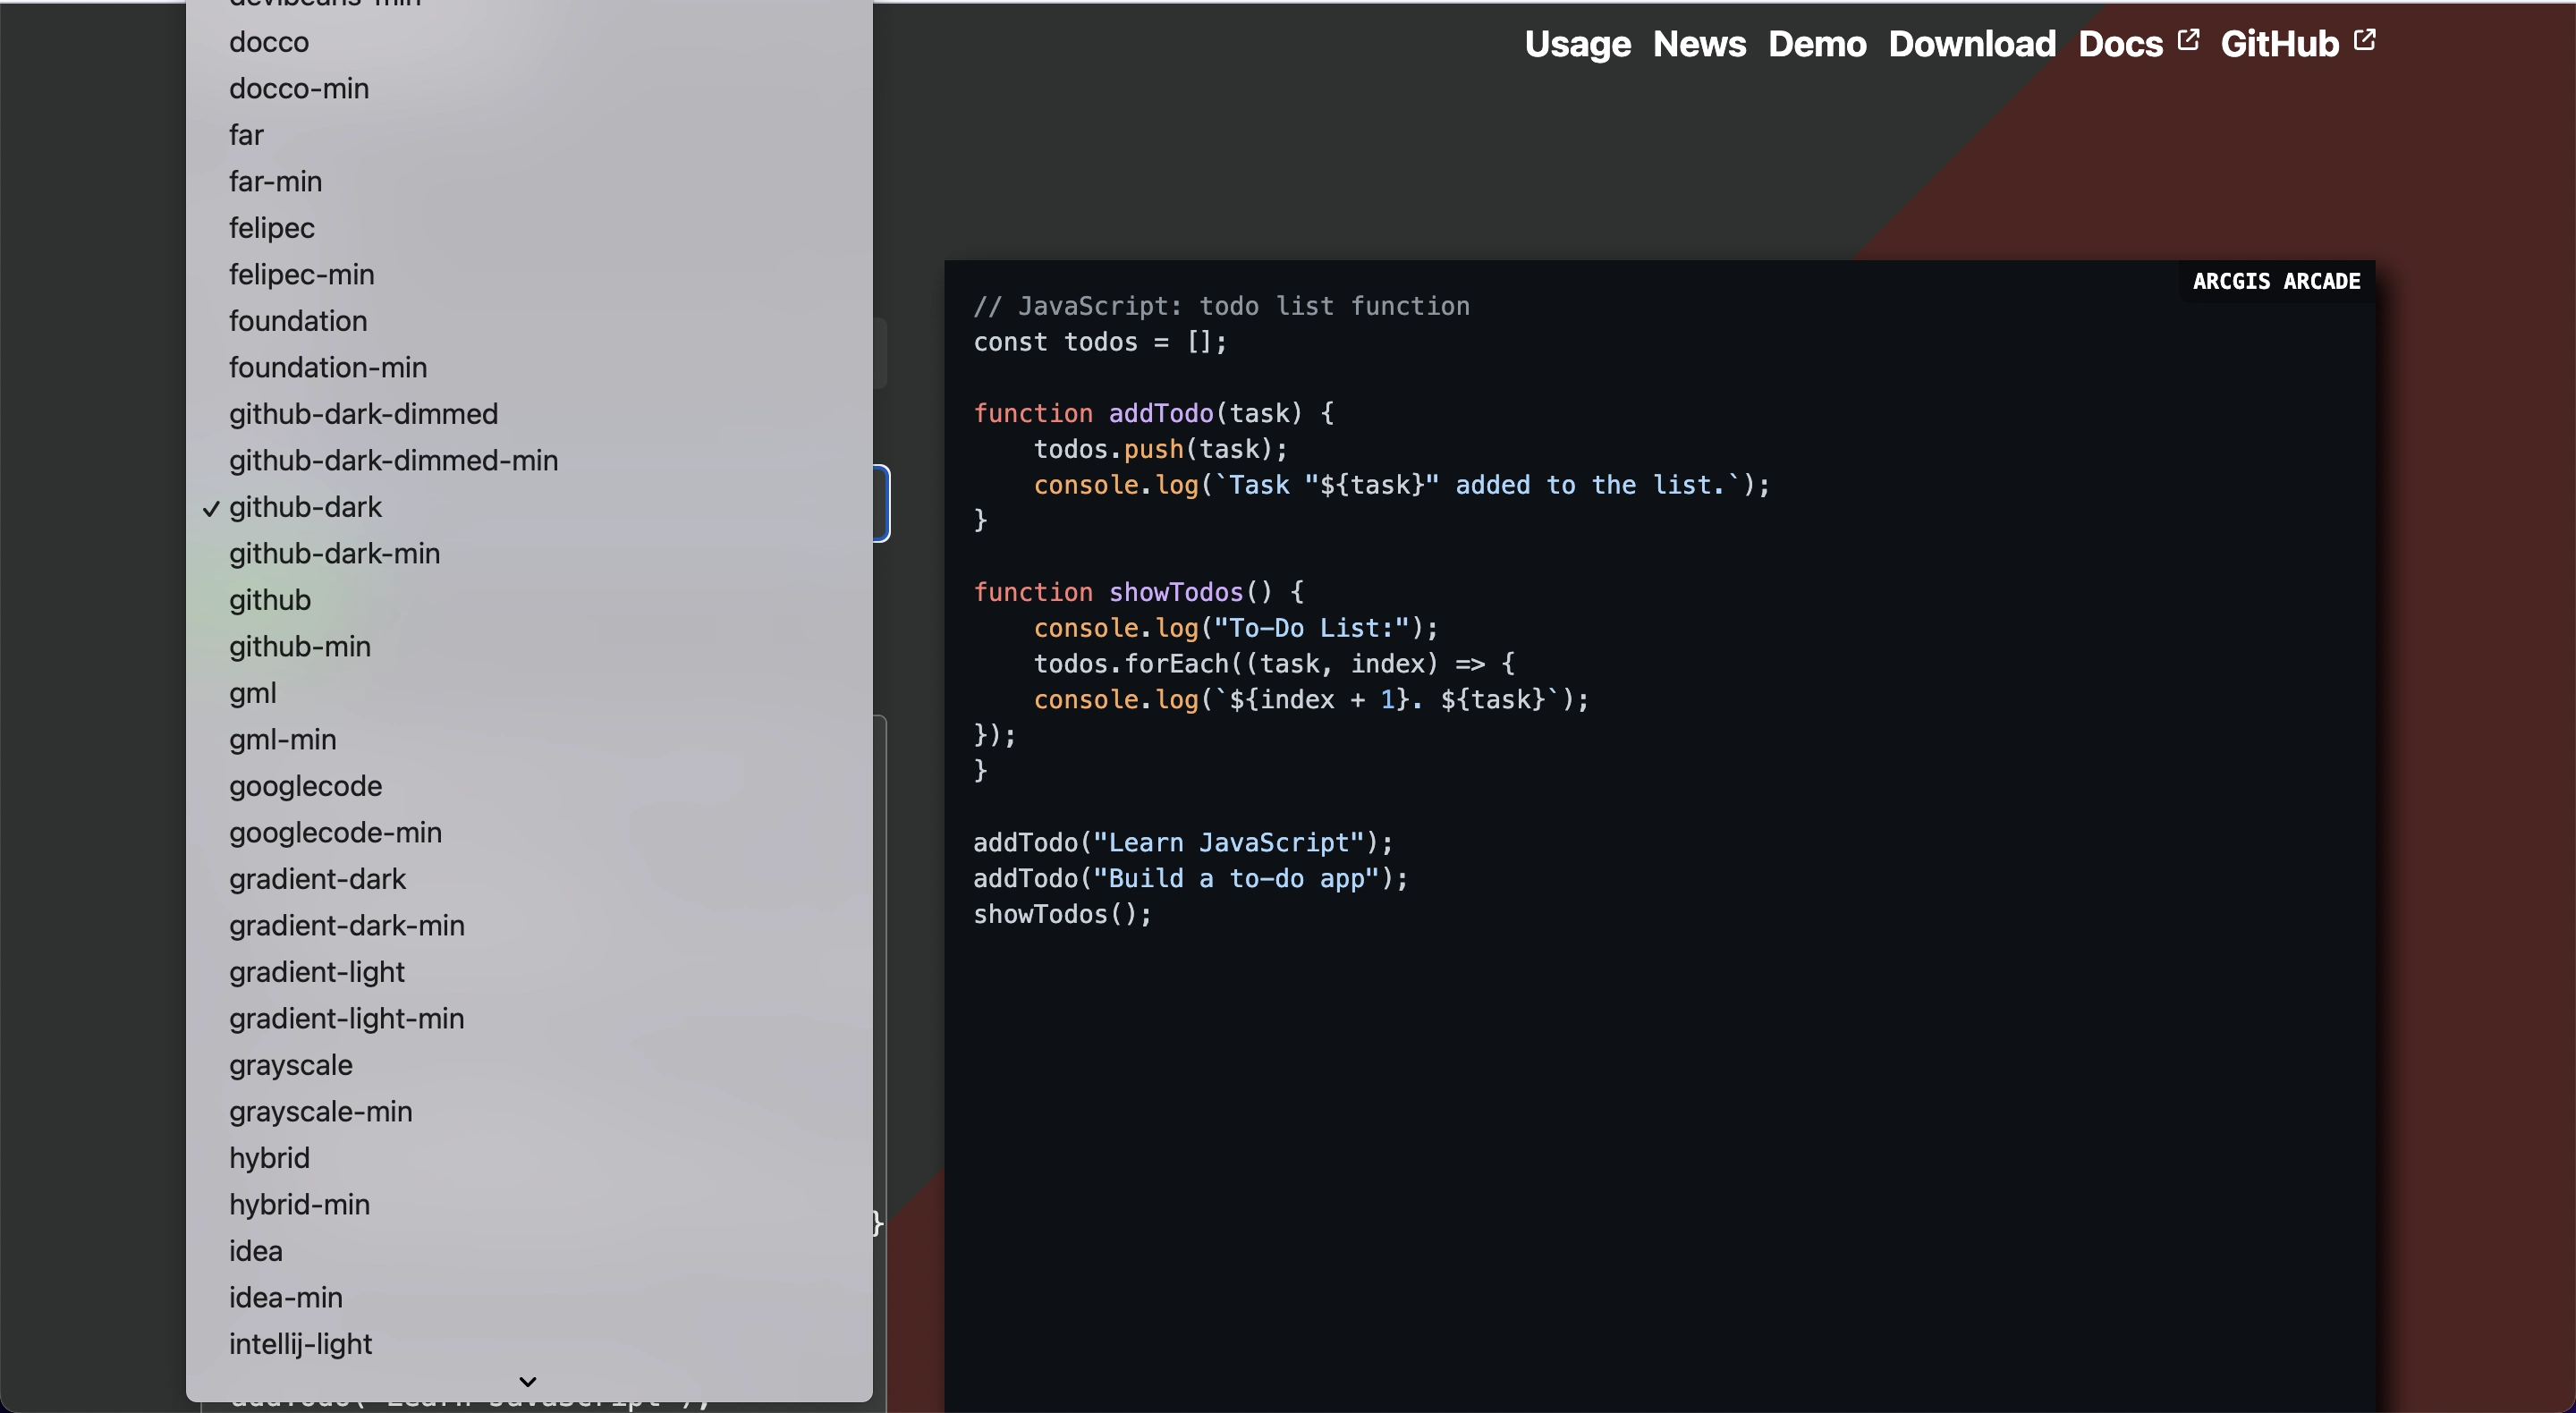 docco
docco-min
far
far-min
felipec
felipec-min
foundation
foundation-min
github-dark-dimmed
github-dark-dimmed-min
✓ github-dark
github-dark-min
github
github-min
gml
gml-min
googlecode
googlecode-min
gradient-dark
gradient-dark-min
gradient-light
gradient-light-min
grayscale
grayscale-min
hybrid
hybrid-min
idea
idea-min
intellij-light
}
Usage News Demo Download Docs GitHub
ARCGIS ARCADE
// JavaScript: todo list function
const todos = [];
function addTodo(task) {
    todos.push(task);
    console.log(`Task "${task}" added to the list.`);
}
function showTodos() {
    console.log("To-Do List:");
    todos.forEach((task, index) => {
    console.log(`${index + 1}. ${task}`);
});
}
addTodo("Learn JavaScript");
addTodo("Build a to-do app");
showTodos();